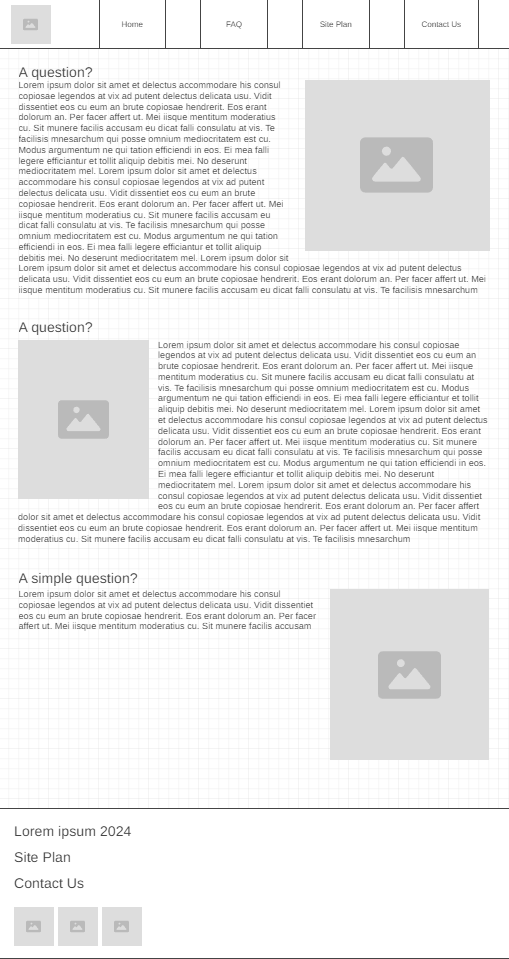 Home
FAQ
Site Plan
Contact Us
A question?
Lorem ipsum dolor sit amet et delectus accommodare his consul
copiosae legendos at vix ad putent delectus delicata usu. Vidit
dissentiet eos cu eum an brute copiosae hendrerit. Eos erant
dolorum an. Per facer affert ut. Mei iisque mentitum moderatius
cu. Sit munere facilis accusam eu dicat falli consulatu at vis. Te
facilisis mnesarchum qui posse omnium mediocritatem est cu.
Modus argumentum ne qui tation efficiendi in eos. Ei mea falli
legere efficiantur et tollit aliquip debitis mei. No deserunt
mediocritatem mel. Lorem ipsum dolor sit amet et delectus
accommodare his consul copiosae legendos at vix ad putent
delectus delicata usu. Vidit dissentiet eos cu eum an brute
copiosae hendrerit. Eos erant dolorum an. Per facer affert ut. Mei
iisque mentitum moderatius cu. Sit munere facilis accusam eu
dicat falli consulatu at vis. Te facilisis mnesarchum qui posse
omnium mediocritatem est cu. Modus argumentum ne qui tation
efficiendi in eos. Ei mea falli legere efficiantur et tollit aliquip
debitis mei. No deserunt mediocritatem mel. Lorem ipsum dolor sit
Lorem ipsum dolor sit amet et delectus accommodare his consul copiosae legendos at vix ad putent delectus
delicata usu. Vidit dissentiet eos cu eum an brute copiosae hendrerit. Eos erant dolorum an. Per facer affert ut. Mei
iisque mentitum moderatius cu. Sit munere facilis accusam eu dicat falli consulatu at vis. Te facilisis mnesarchum
A question?
Lorem ipsum dolor sit amet et delectus accommodare his consul copiosae
legendos at vix ad putent delectus delicata usu. Vidit dissentiet eos cu eum an
brute copiosae hendrerit. Eos erant dolorum an. Per facer affert ut. Mei iisque
mentitum moderatius cu. Sit munere facilis accusam eu dicat falli consulatu at
vis. Te facilisis mnesarchum qui posse omnium mediocritatem est cu. Modus
argumentum ne qui tation efficiendi in eos. Ei mea falli legere efficiantur et tollit
aliquip debitis mei. No deserunt mediocritatem mel. Lorem ipsum dolor sit amet
et delectus accommodare his consul copiosae legendos at vix ad putent delectus
delicata usu. Vidit dissentiet eos cu eum an brute copiosae hendrerit. Eos erant
dolorum an. Per facer affert ut. Mei iisque mentitum moderatius cu. Sit munere
facilis accusam eu dicat falli consulatu at vis. Te facilisis mnesarchum qui posse
omnium mediocritatem est cu. Modus argumentum ne qui tation efficiendi in eos.
Ei mea falli legere efficiantur et tollit aliquip debitis mei. No deserunt
mediocritatem mel. Lorem ipsum dolor sit amet et delectus accommodare his
consul copiosae legendos at vix ad putent delectus delicata usu. Vidit dissentiet
eos cu eum an brute copiosae hendrerit. Eos erant dolorum an. Per facer affert
dolor sit amet et delectus accommodare his consul copiosae legendos at vix ad putent delectus delicata usu. Vidit
dissentiet eos cu eum an brute copiosae hendrerit. Eos erant dolorum an. Per facer affert ut. Mei iisque mentitum
moderatius cu. Sit munere facilis accusam eu dicat falli consulatu at vis. Te facilisis mnesarchum
A simple question?
Lorem ipsum dolor sit amet et delectus accommodare his consul
copiosae legendos at vix ad putent delectus delicata usu. Vidit dissentiet
eos cu eum an brute copiosae hendrerit. Eos erant dolorum an. Per facer
affert ut. Mei iisque mentitum moderatius cu. Sit munere facilis accusam
Lorem ipsum 2024
Site Plan
Contact Us